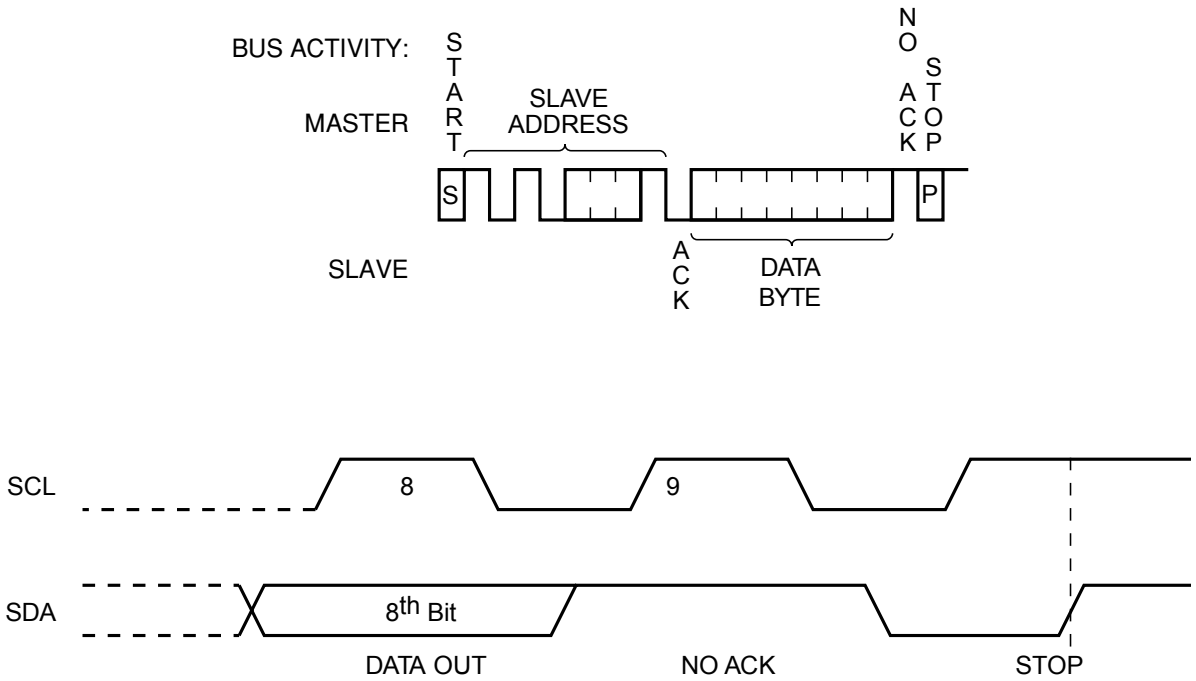 BUS ACTIVITY:
MASTER
START
SLAVE
ADDRESS
NO ACK
STOP
S
P
SLAVE
ACK
DATA
BYTE
SCL
8
9
SDA
8th Bit
DATA OUT
NO ACK
STOP